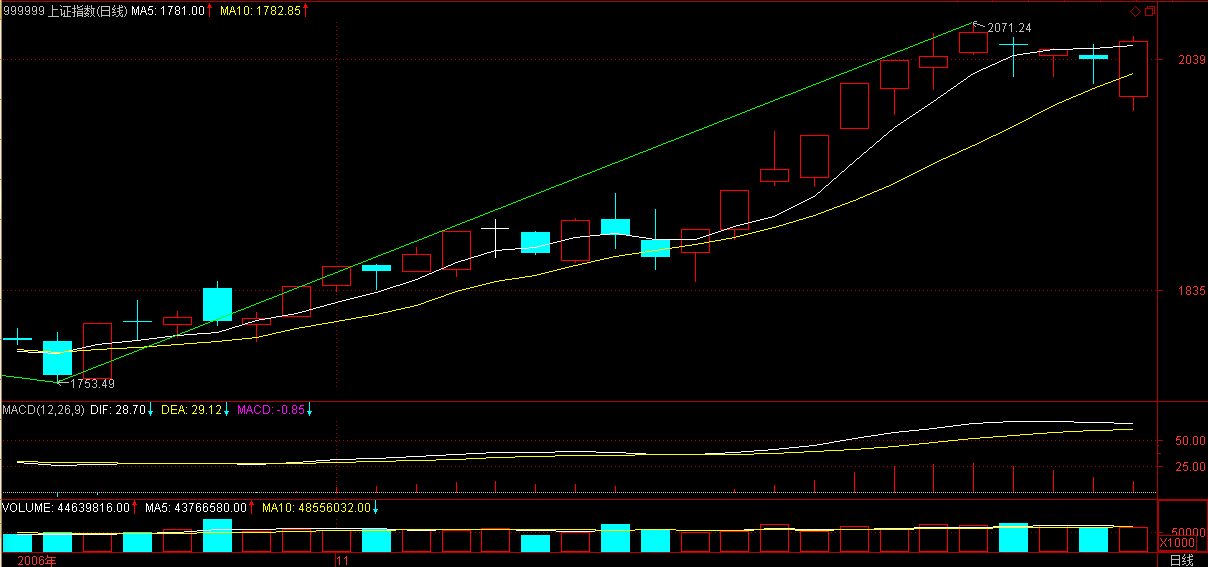 999999 上证指数(日线) MA5: 1781.00↑ MA10: 1782.85↑
2071.24
2039
1835
1753.49
MACD(12,26,9) DIF: 28.70↓ DEA: 29.12↓ MACD: -0.85↓
50.00
25.00
VOLUME: 44639816.00↑ MA5: 43766580.00↑ MA10: 48556032.00↓
50000
X1000
2006年 11 日线